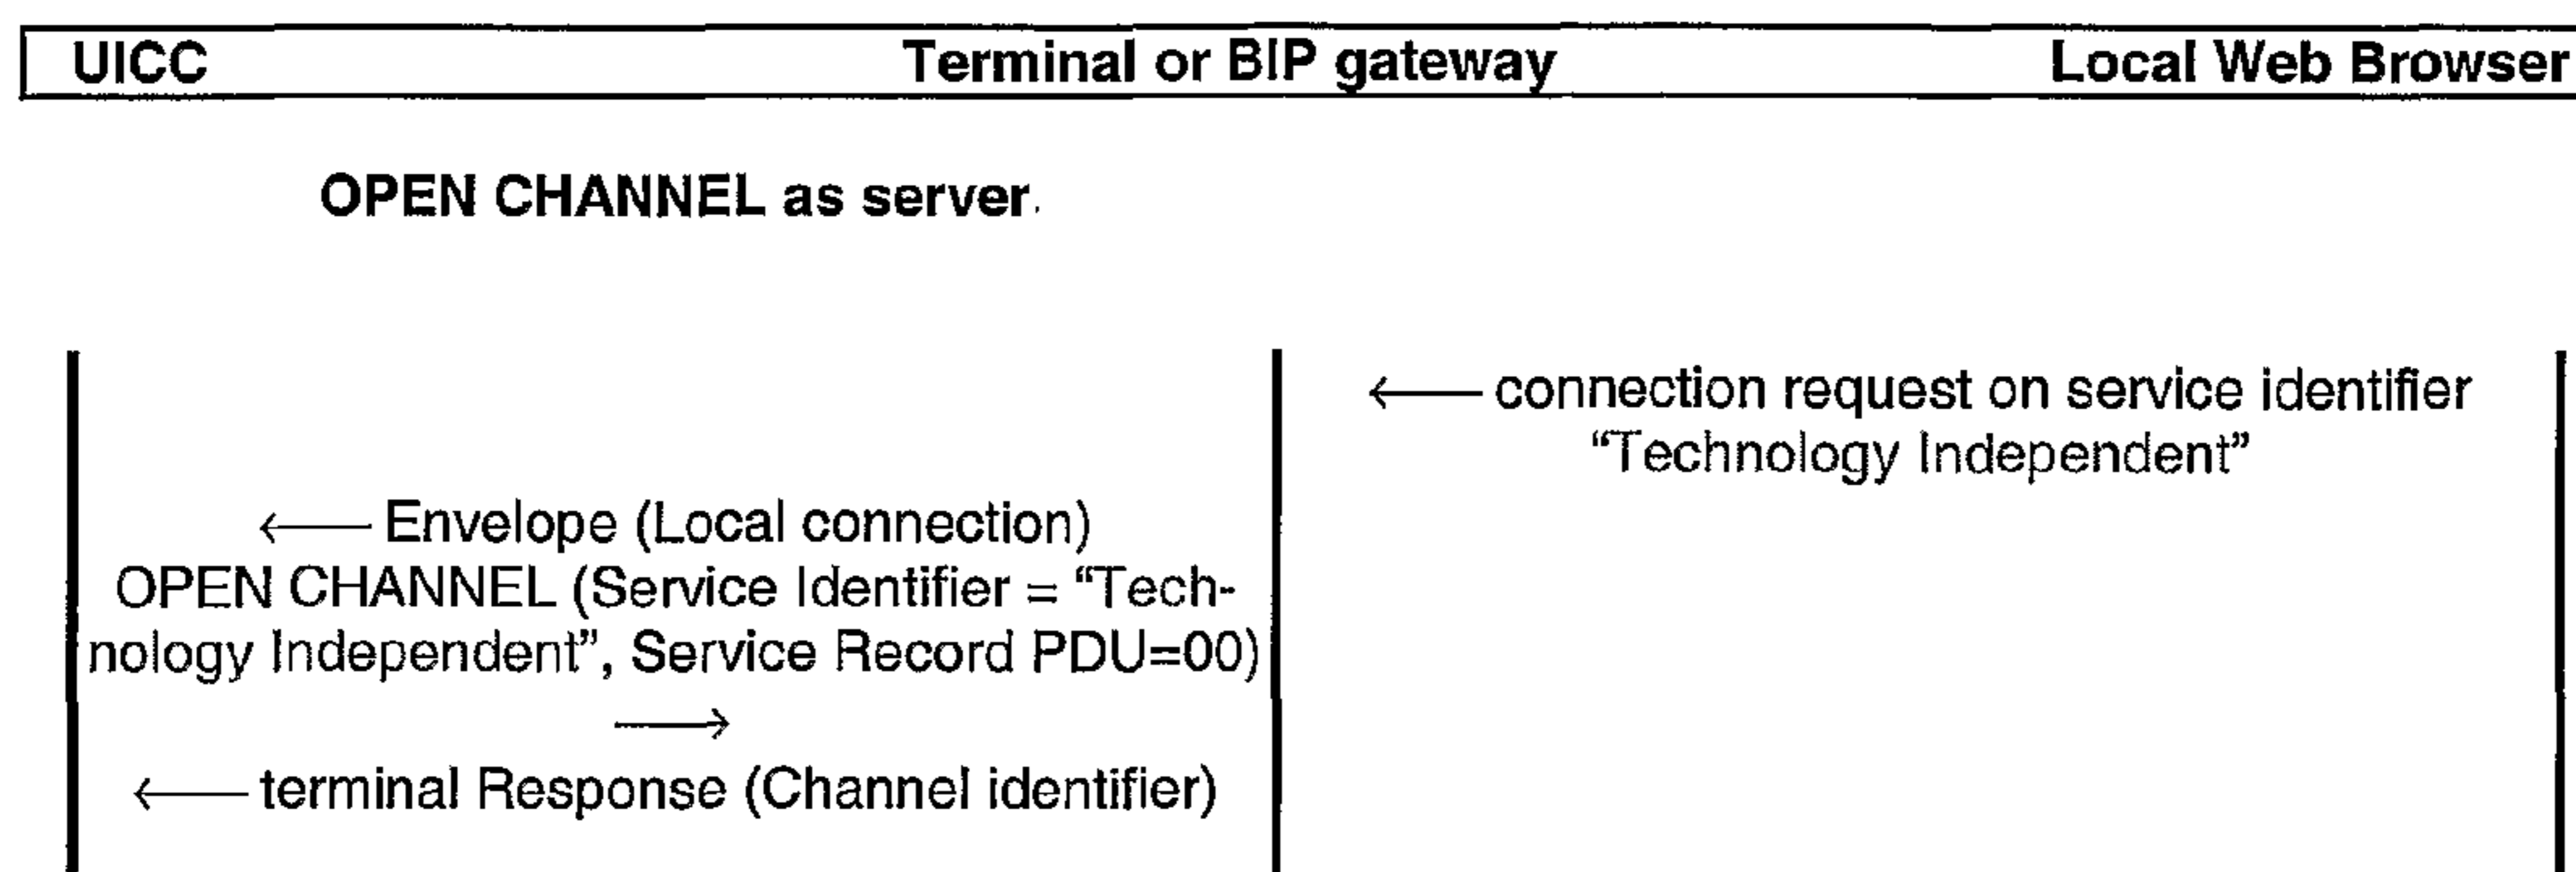 UICC Terminal or BIP gateway Local Web Browser
OPEN CHANNEL as server.
← connection request on service identifier
“Technology Independent”
← Envelope (Local connection)
OPEN CHANNEL (Service Identifier = “Tech-
nology Independent”, Service Record PDU=00)
→
← terminal Response (Channel identifier)